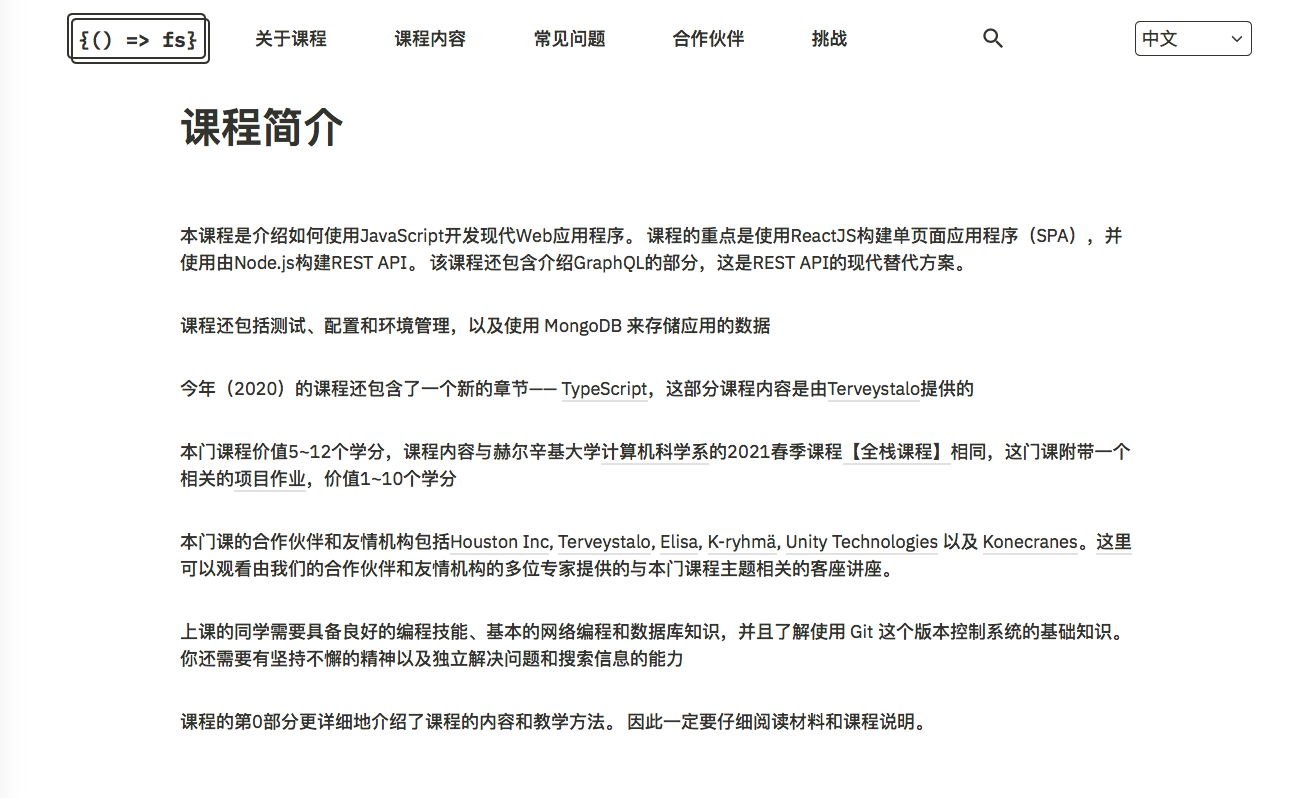 {() => fs}
关于课程
课程内容
常见问题
合作伙伴
挑战
中文
课程简介
本课程是介绍如何使用JavaScript开发现代Web应用程序。 课程的重点是使用ReactJS构建单页面应用程序（SPA），并
使用由Node.js构建REST API。 该课程还包含介绍GraphQL的部分，这是REST API的现代替代方案。
课程还包括测试、配置和环境管理，以及使用 MongoDB 来存储应用的数据
今年（2020）的课程还包含了一个新的章节—— TypeScript，这部分课程内容是由Terveystalo提供的
本门课程价值5~12个学分，课程内容与赫尔辛基大学计算机科学系的2021春季课程【全栈课程】相同，这门课附带一个
相关的项目作业，价值1~10个学分
本门课的合作伙伴和友情机构包括Houston Inc, Terveystalo, Elisa, K-ryhmä, Unity Technologies 以及 Konecranes。这里
可以观看由我们的合作伙伴和友情机构的多位专家提供的与本门课程主题相关的客座讲座。
上课的同学需要具备良好的编程技能、基本的网络编程和数据库知识，并且了解使用 Git 这个版本控制系统的基础知识。
你还需要有坚持不懈的精神以及独立解决问题和搜索信息的能力
课程的第0部分更详细地介绍了课程的内容和教学方法。 因此一定要仔细阅读材料和课程说明。